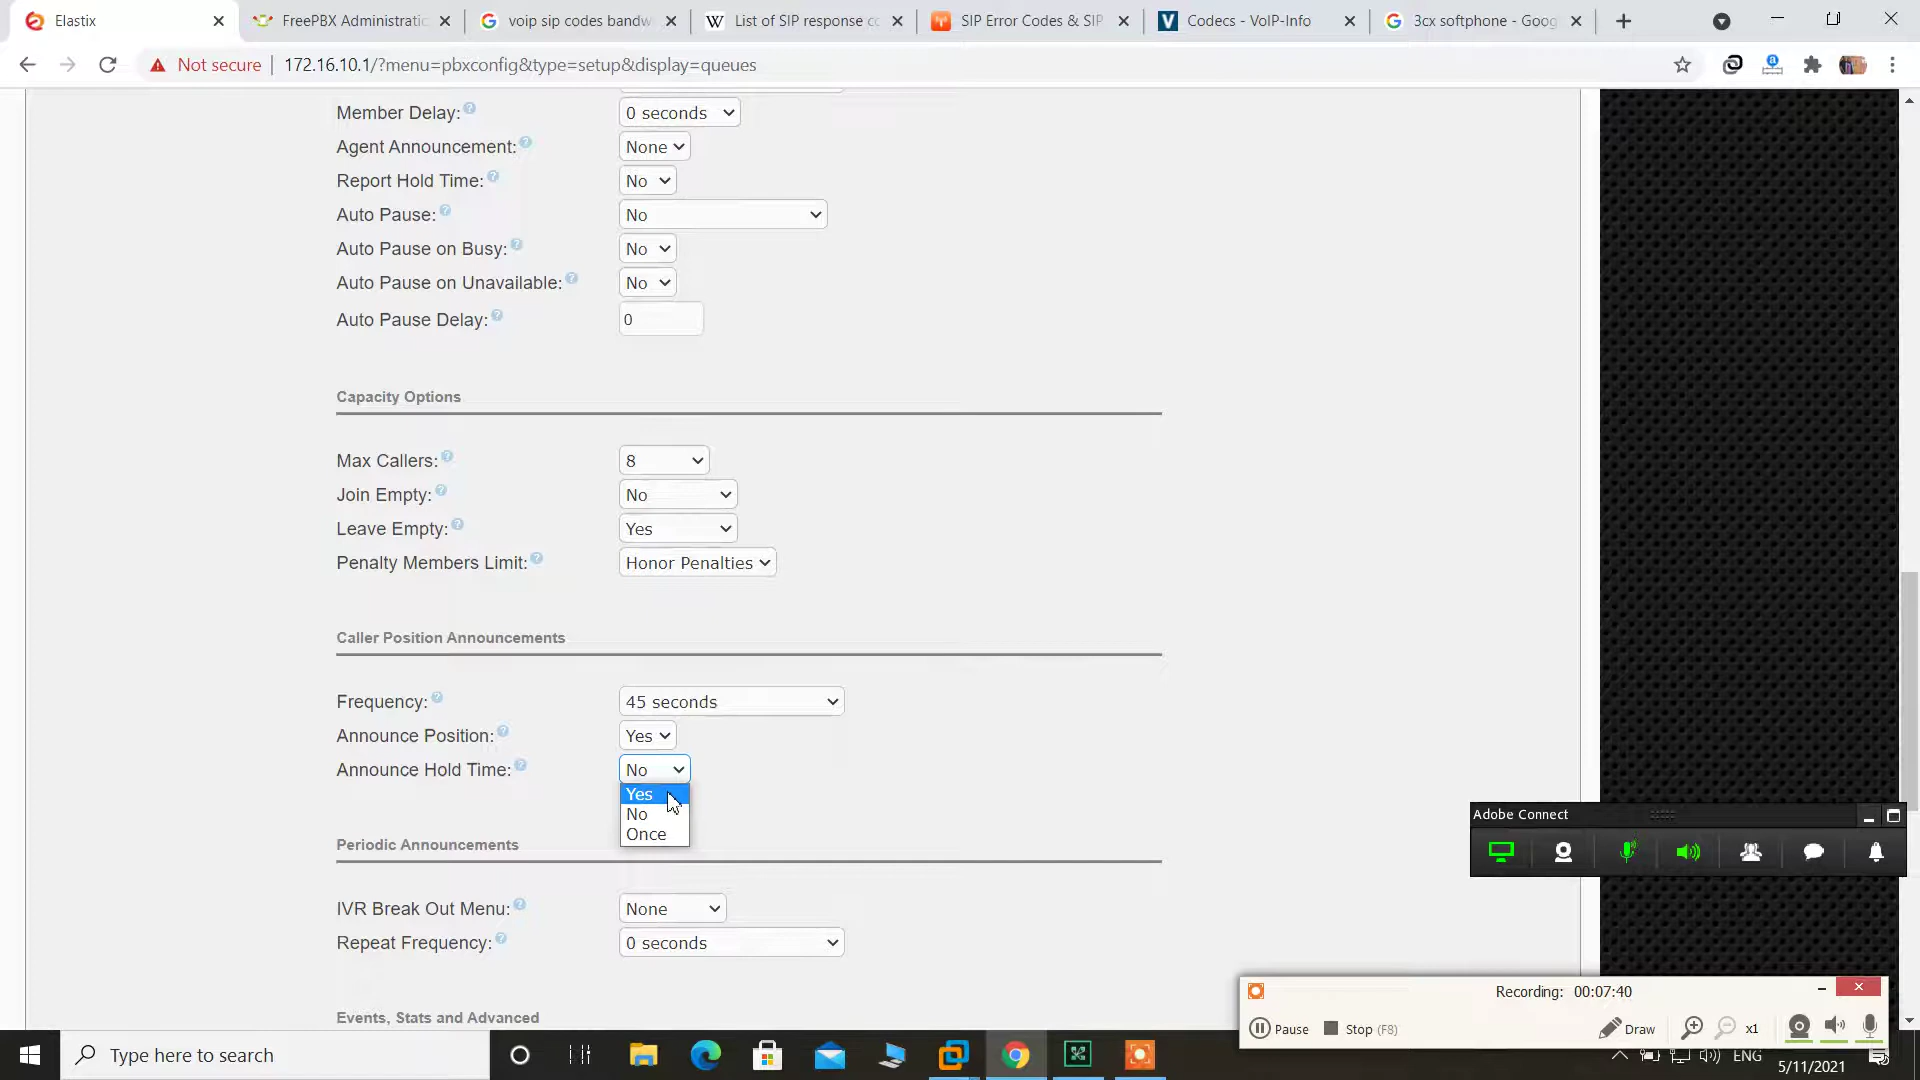 Elastix
FreePBX Administratic
voip sip codes bandw
List of SIP response cc
SIP Error Codes & SIP
Codecs - VoIP-Info
3cx softphone - Goog
Not secure
172.16.10.1/?menu=pbxconfig&type=setup&display=queues
Member Delay: 0 seconds
Agent Announcement: None
Report Hold Time: No
Auto Pause: No
Auto Pause on Busy: No
Auto Pause on Unavailable: No
Auto Pause Delay: 0
Capacity Options
Max Callers: 8
Join Empty: No
Leave Empty: Yes
Penalty Members Limit: Honor Penalties
Caller Position Announcements
Frequency: 45 seconds
Announce Position: Yes
Announce Hold Time: No
Yes
No
Once
Periodic Announcements
IVR Break Out Menu: None
Repeat Frequency: 0 seconds
Events, Stats and Advanced
Adobe Connect
Recording: 00:07:40
Pause
Stop (F8)
Draw
x1
Type here to search
ENG
5/11/2021